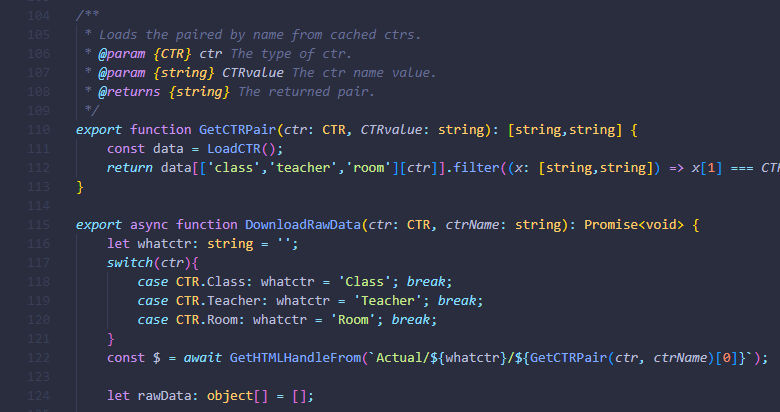 104 /**
105  * Loads the paired by name from cached ctrs.
106  * @param {CTR} ctr The type of ctr.
107  * @param {string} CTRvalue The ctr name value.
108  * @returns {string} The returned pair.
109  */
110 export function GetCTRPair(ctr: CTR, CTRvalue: string): [string,string] {
111     const data = LoadCTR();
112     return data[['class','teacher','room'][ctr]].filter((x: [string,string]) => x[1] === CT
113 }
114
115 export async function DownloadRawData(ctr: CTR, ctrName: string): Promise<void> {
116     let whatctr: string = '';
117     switch(ctr){
118         case CTR.Class: whatctr = 'Class'; break;
119         case CTR.Teacher: whatctr = 'Teacher'; break;
120         case CTR.Room: whatctr = 'Room'; break;
121     }
122     const $ = await GetHTMLHandleFrom(`Actual/${whatctr}/${GetCTRPair(ctr, ctrName)[0]}`);
123
124     let rawData: object[] = [];